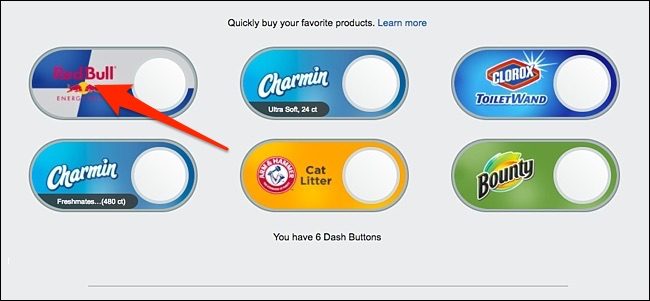 Quickly buy your favorite products. Learn more
Red Bull
ENERGY
Charmin
Ultra Soft, 24 ct
CLOROX
TOILETWAND
Charmin
Freshmates...(480 ct)
ARM & HAMMER
Cat
Litter
Bounty
You have 6 Dash Buttons